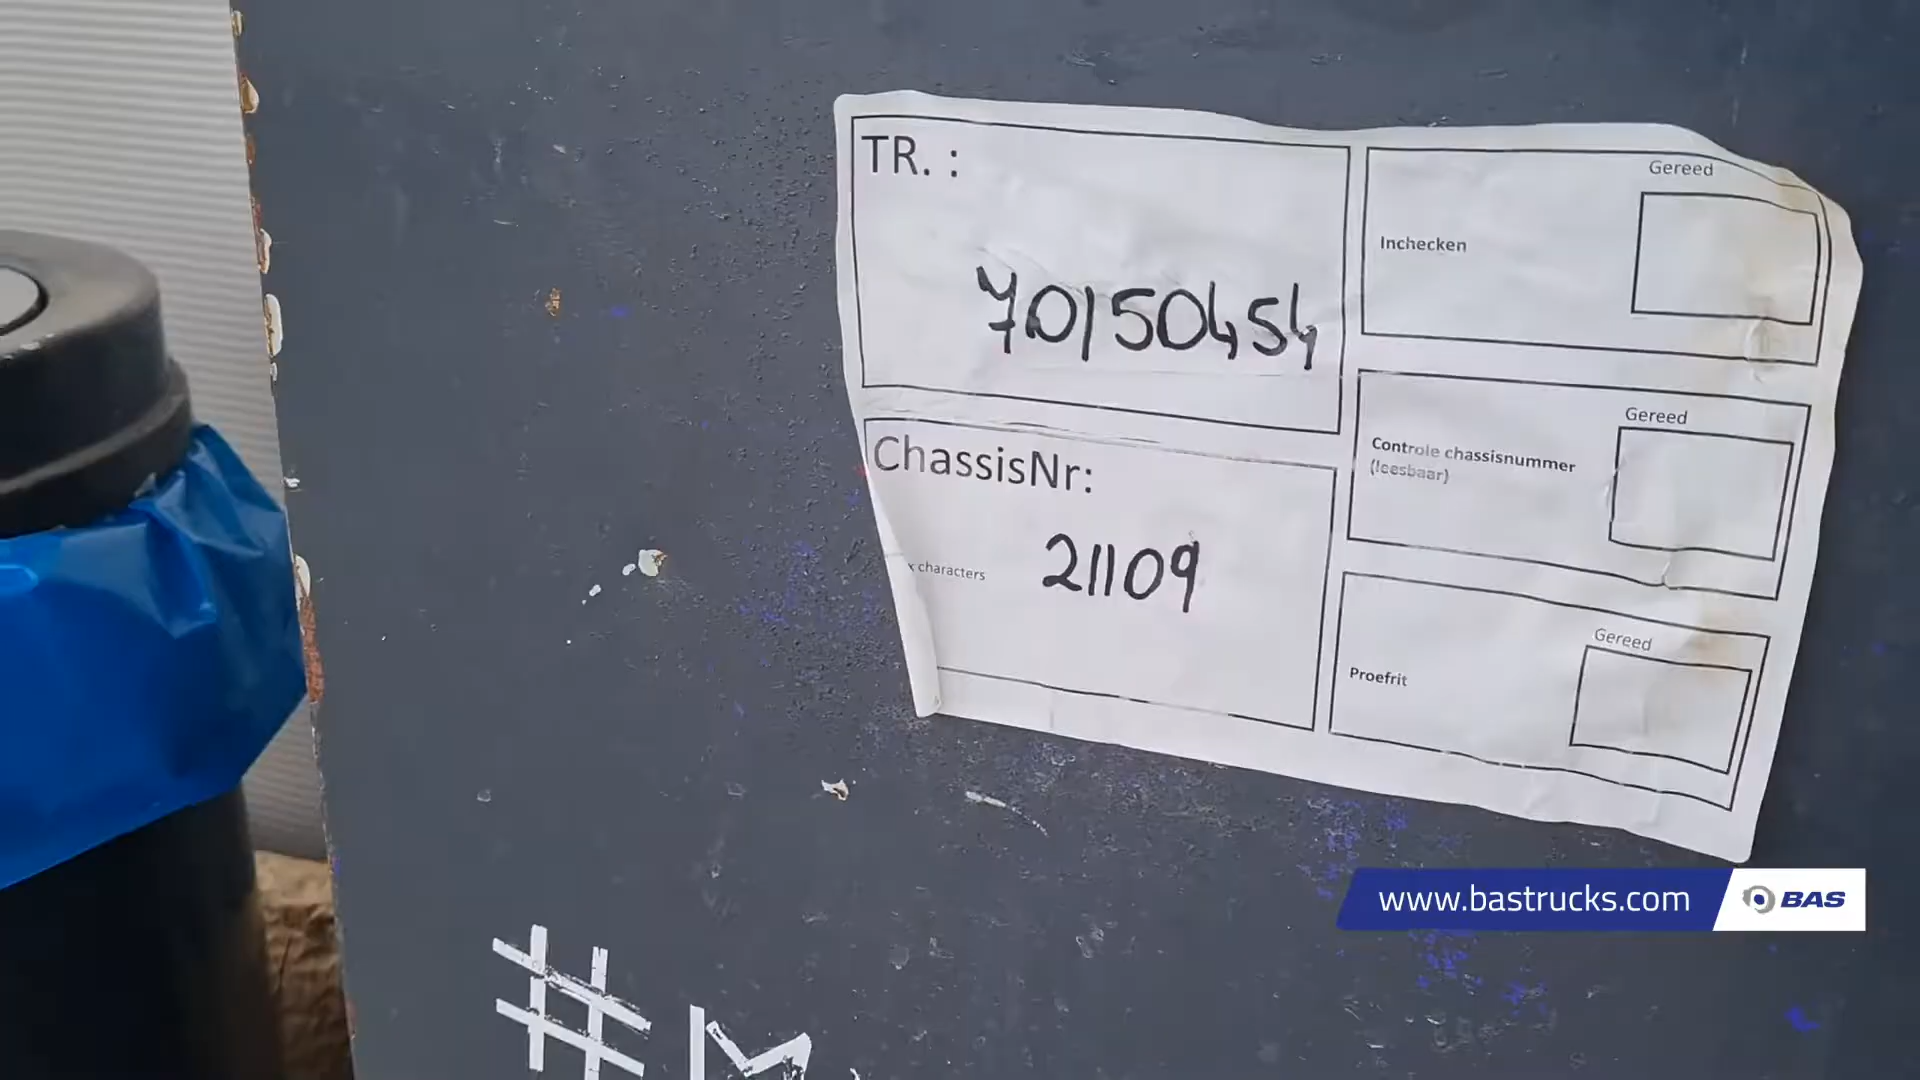 TR. :
70150454
ChassisNr:
characters
21109
Gereed
Inchecken
Gereed
Controle chassisnummer
(leesbaar)
Gereed
Proefrit
www.bastrucks.com
BAS
#M